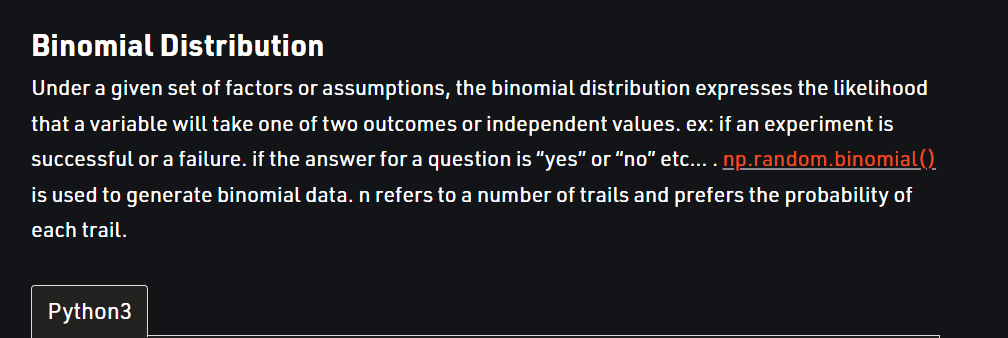 Binomial Distribution
Under a given set of factors or assumptions, the binomial distribution expresses the likelihood
that a variable will take one of two outcomes or independent values. ex: if an experiment is
successful or a failure. if the answer for a question is “yes” or “no” etc... . np.random.binomial()
is used to generate binomial data. n refers to a number of trails and prefers the probability of
each trail.
Python3